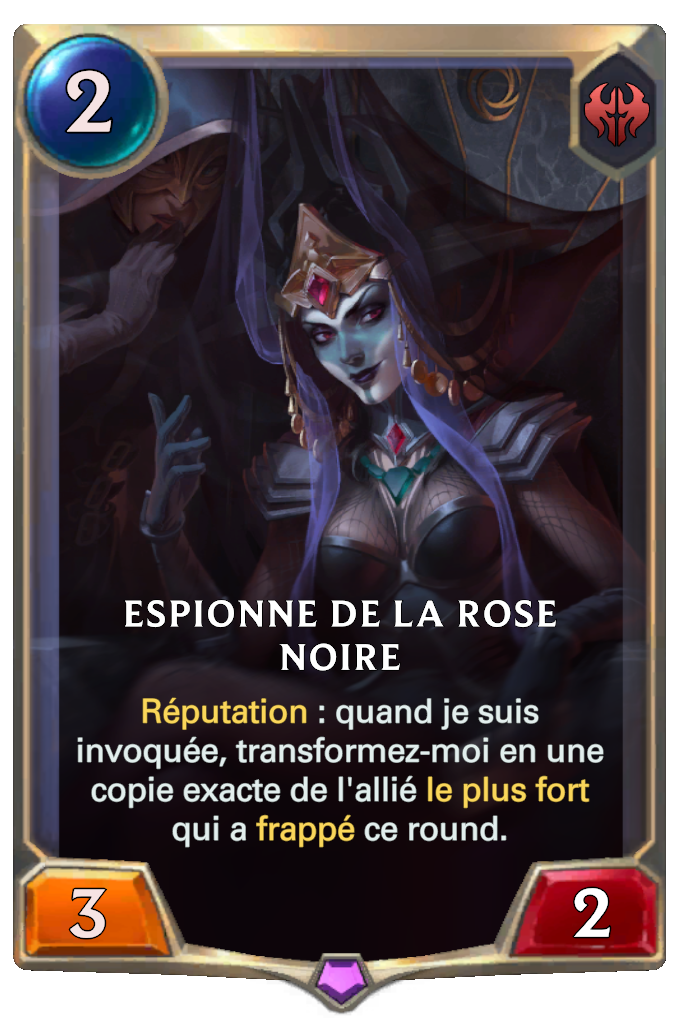 2
ESPIONNE DE LA ROSE
NOIRE
Réputation : quand je suis
invoquée, transformez-moi en une
copie exacte de l'allié le plus fort
qui a frappé ce round.
3
2